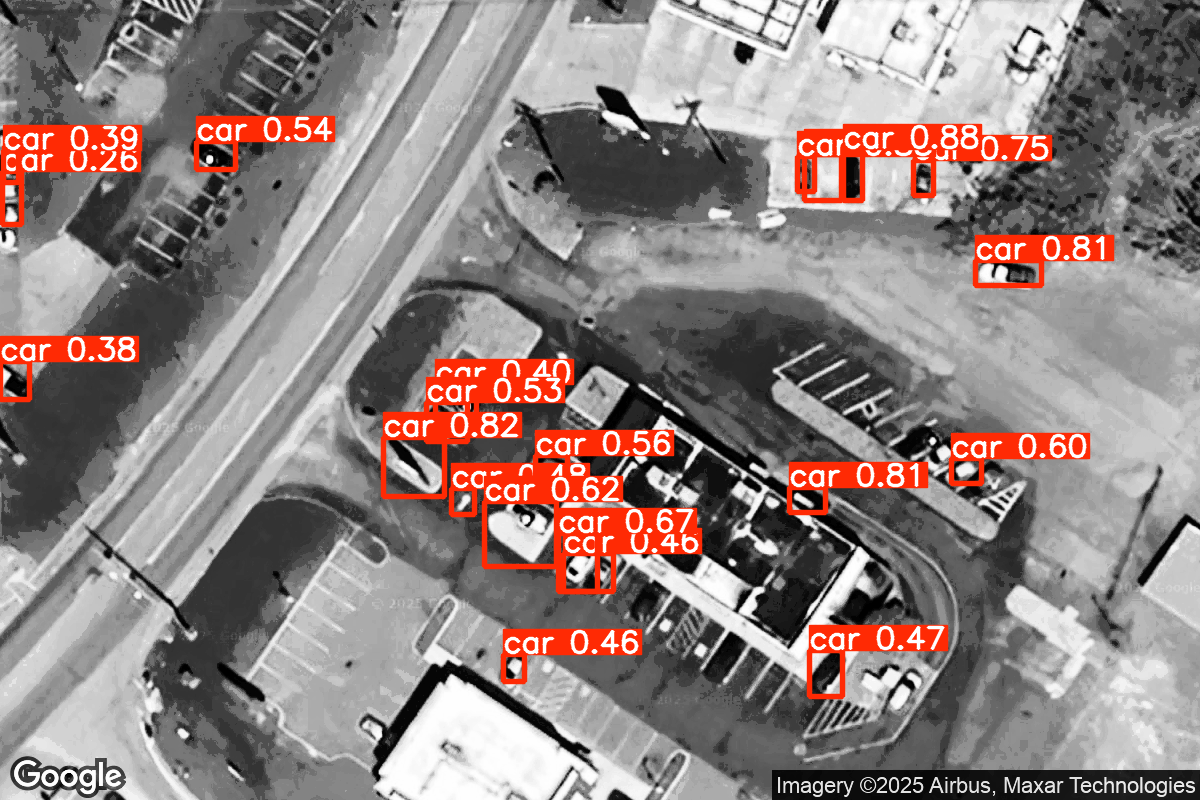 car 0.54
car 0.39
car 0.26
car 0.88
0.75
car 0.81
car 0.38
car 0.40
car 0.53
car 0.82
car 0.56
car 0.60
car 0.81
car 0.48
car 0.62
car 0.67
car 0.46
car 0.46
car 0.47
Google
Imagery ©2025 Airbus, Maxar Technologies